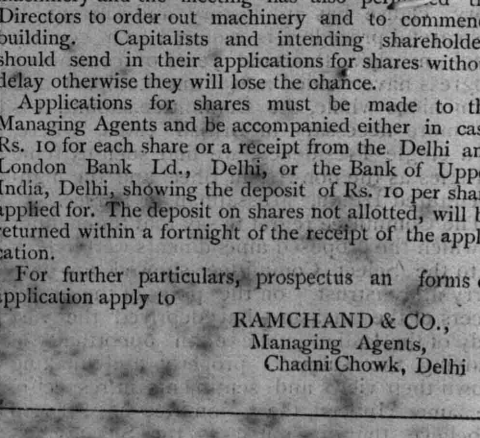 machinery and the meeting has also
Directors to order out machinery and to commenc
building. Capitalists and intending shareholde
should send in their applications for shares witho
delay otherwise they will lose the chance.
Applications for shares must be made to th
Managing Agents and be accompanied either in cas
Rs. 10 for each share or a receipt from the Delhi an
London Bank Ld., Delhi, or the Bank of Uppe
India, Delhi, showing the deposit of Rs. 10 per shar
applied for. The deposit on shares not allotted, will b
returned within a fortnight of the receipt of the appl
cation.
For further particulars, prospectus an forms o
application apply to
RAMCHAND & CO.,
Managing Agents,
Chadni Chowk, Delhi